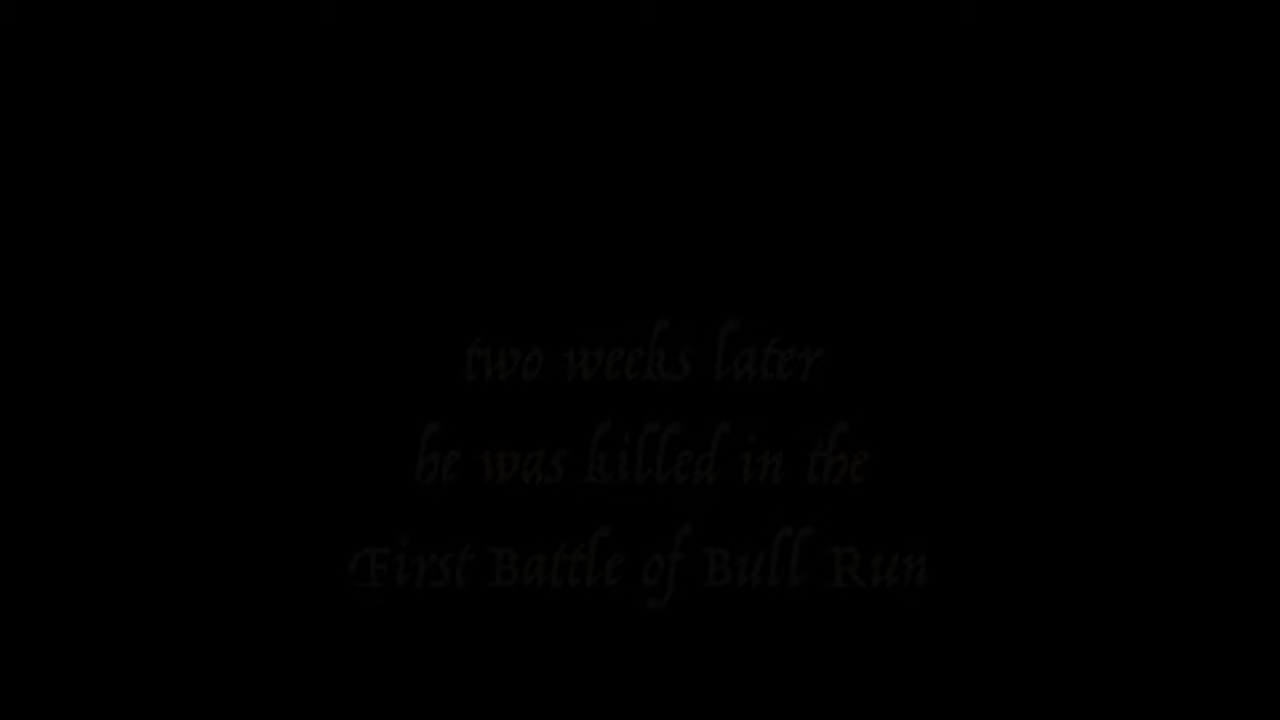 two weeks later
he was killed in the
First Battle of Bull Run